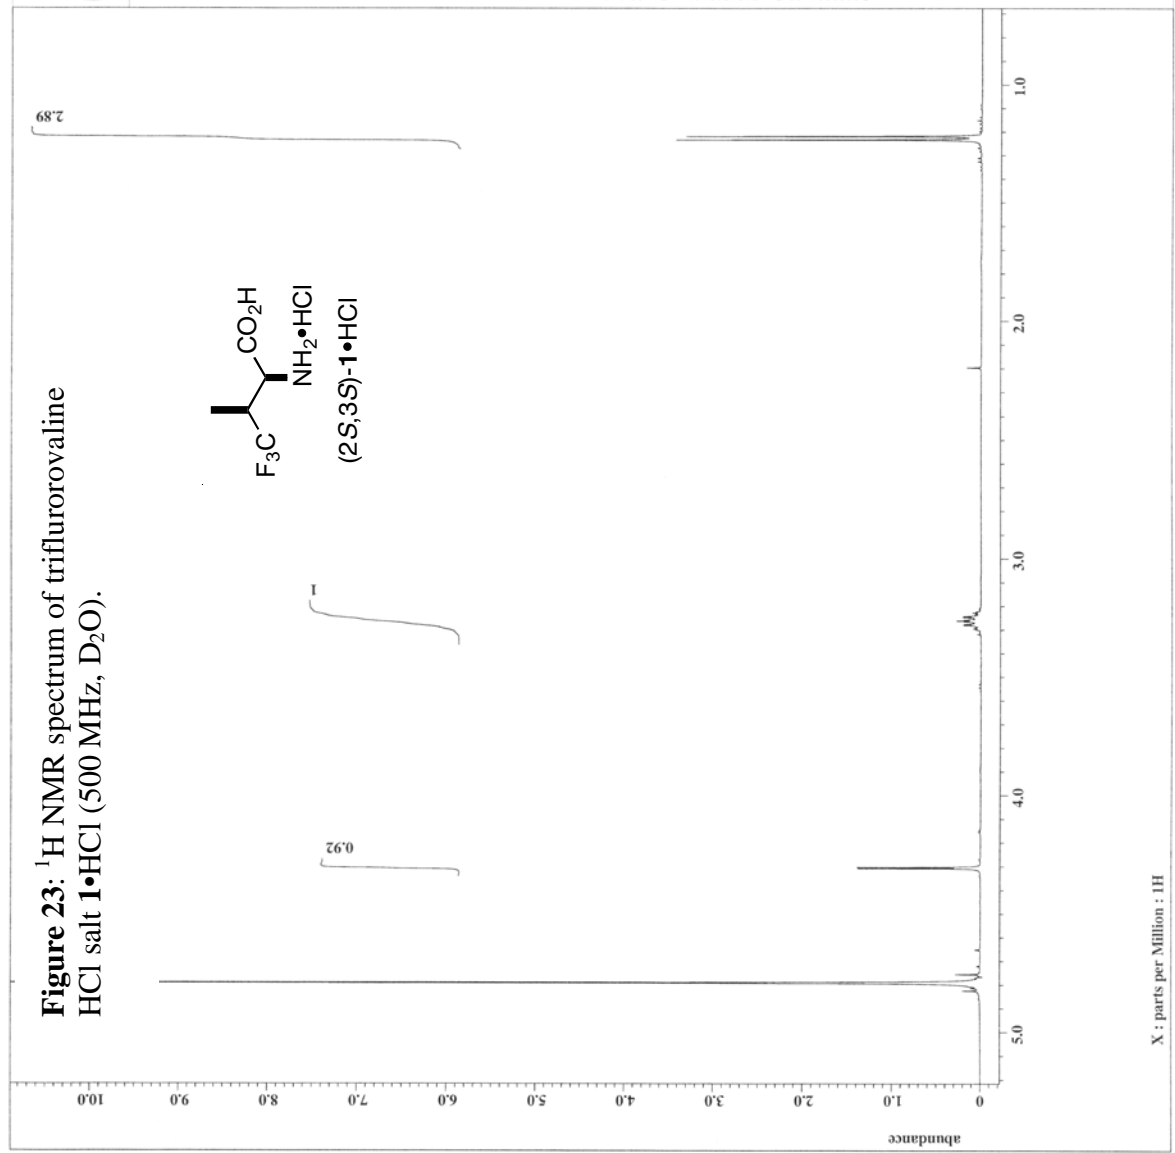 Figure 23: ¹H NMR spectrum of triflurorovaline
HCl salt 1•HCl (500 MHz, D₂O).
F₃C
CO₂H
NH₂•HCl
(2S,3S)-1•HCl
0.92
1
2.89
abundance
10.0
9.0
8.0
7.0
6.0
5.0
4.0
3.0
2.0
1.0
0
5.0
4.0
3.0
2.0
1.0
X : parts per Million : 1H